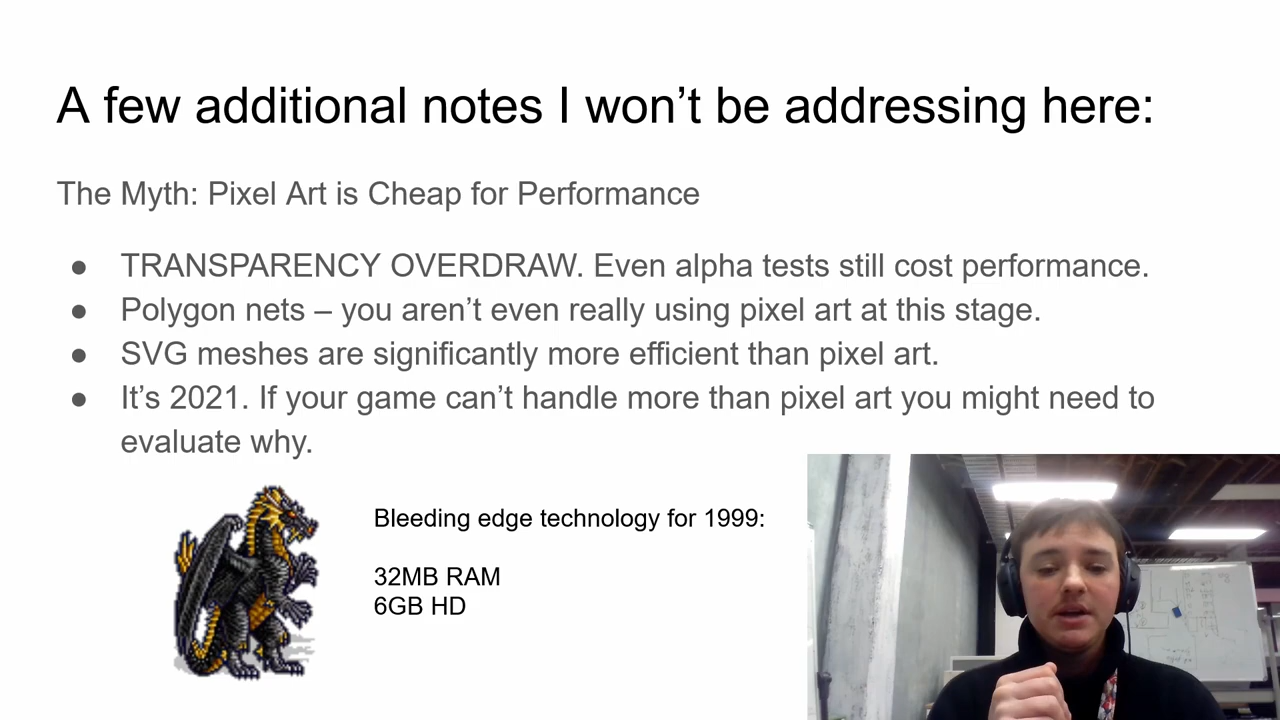 A few additional notes I won’t be addressing here:
The Myth: Pixel Art is Cheap for Performance
● TRANSPARENCY OVERDRAW. Even alpha tests still cost performance.
● Polygon nets – you aren’t even really using pixel art at this stage.
● SVG meshes are significantly more efficient than pixel art.
● It’s 2021. If your game can’t handle more than pixel art you might need to
evaluate why.
Bleeding edge technology for 1999:
32MB RAM
6GB HD